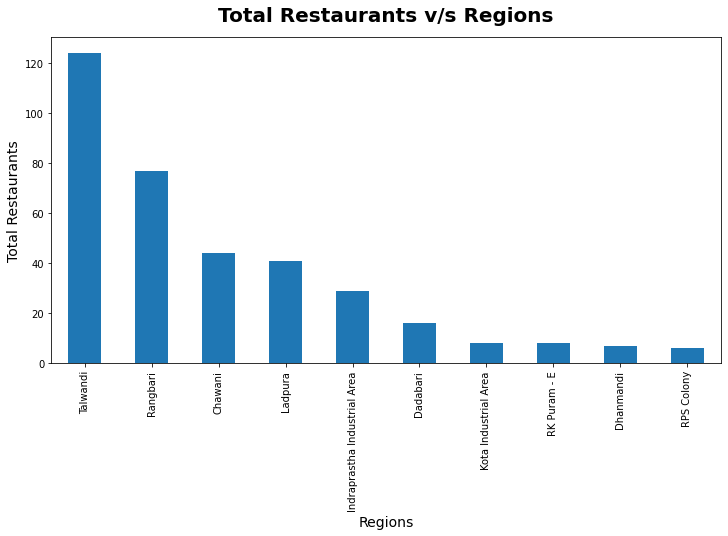 Total Restaurants v/s Regions
Total Restaurants
120
100
80
60
40
20
0
Talwandi
Rangbari
Chawani
Ladpura
Indraprastha Industrial Area
Dadabari
Kota Industrial Area
RK Puram - E
Dhanmandi
RPS Colony
Regions